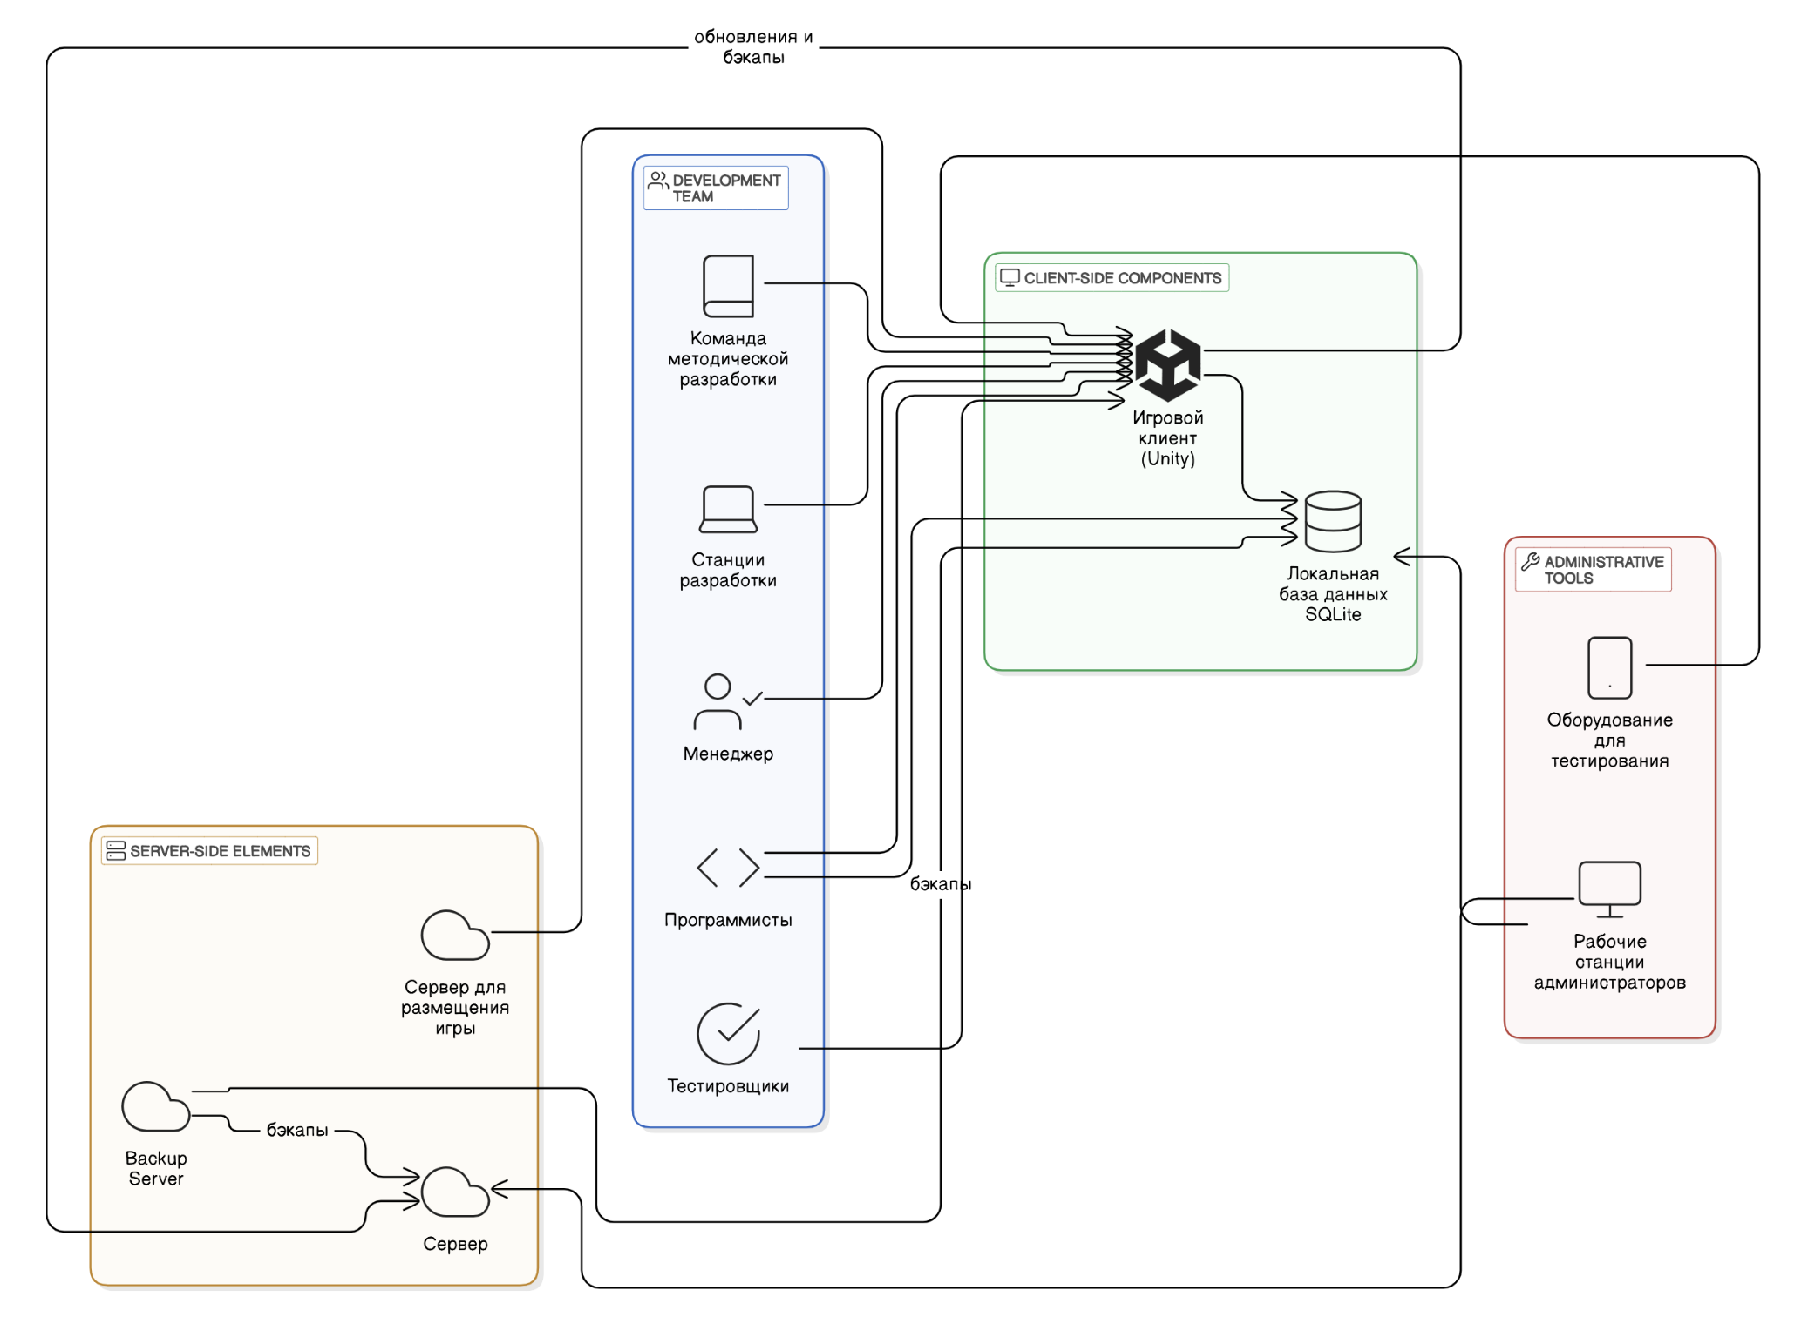 обновления и
бэкапы
DEVELOPMENT
TEAM
Команда
методической
разработки
Станции
разработки
Менеджер
Программисты
Тестировщики
CLIENT-SIDE COMPONENTS
Игровой
клиент
(Unity)
Локальная
база данных
SQLite
ADMINISTRATIVE
TOOLS
Оборудование
для
тестирования
Рабочие
станции
администраторов
бэкапы
SERVER-SIDE ELEMENTS
Сервер для
размещения
игры
Backup
Server
бэкапы
Сервер